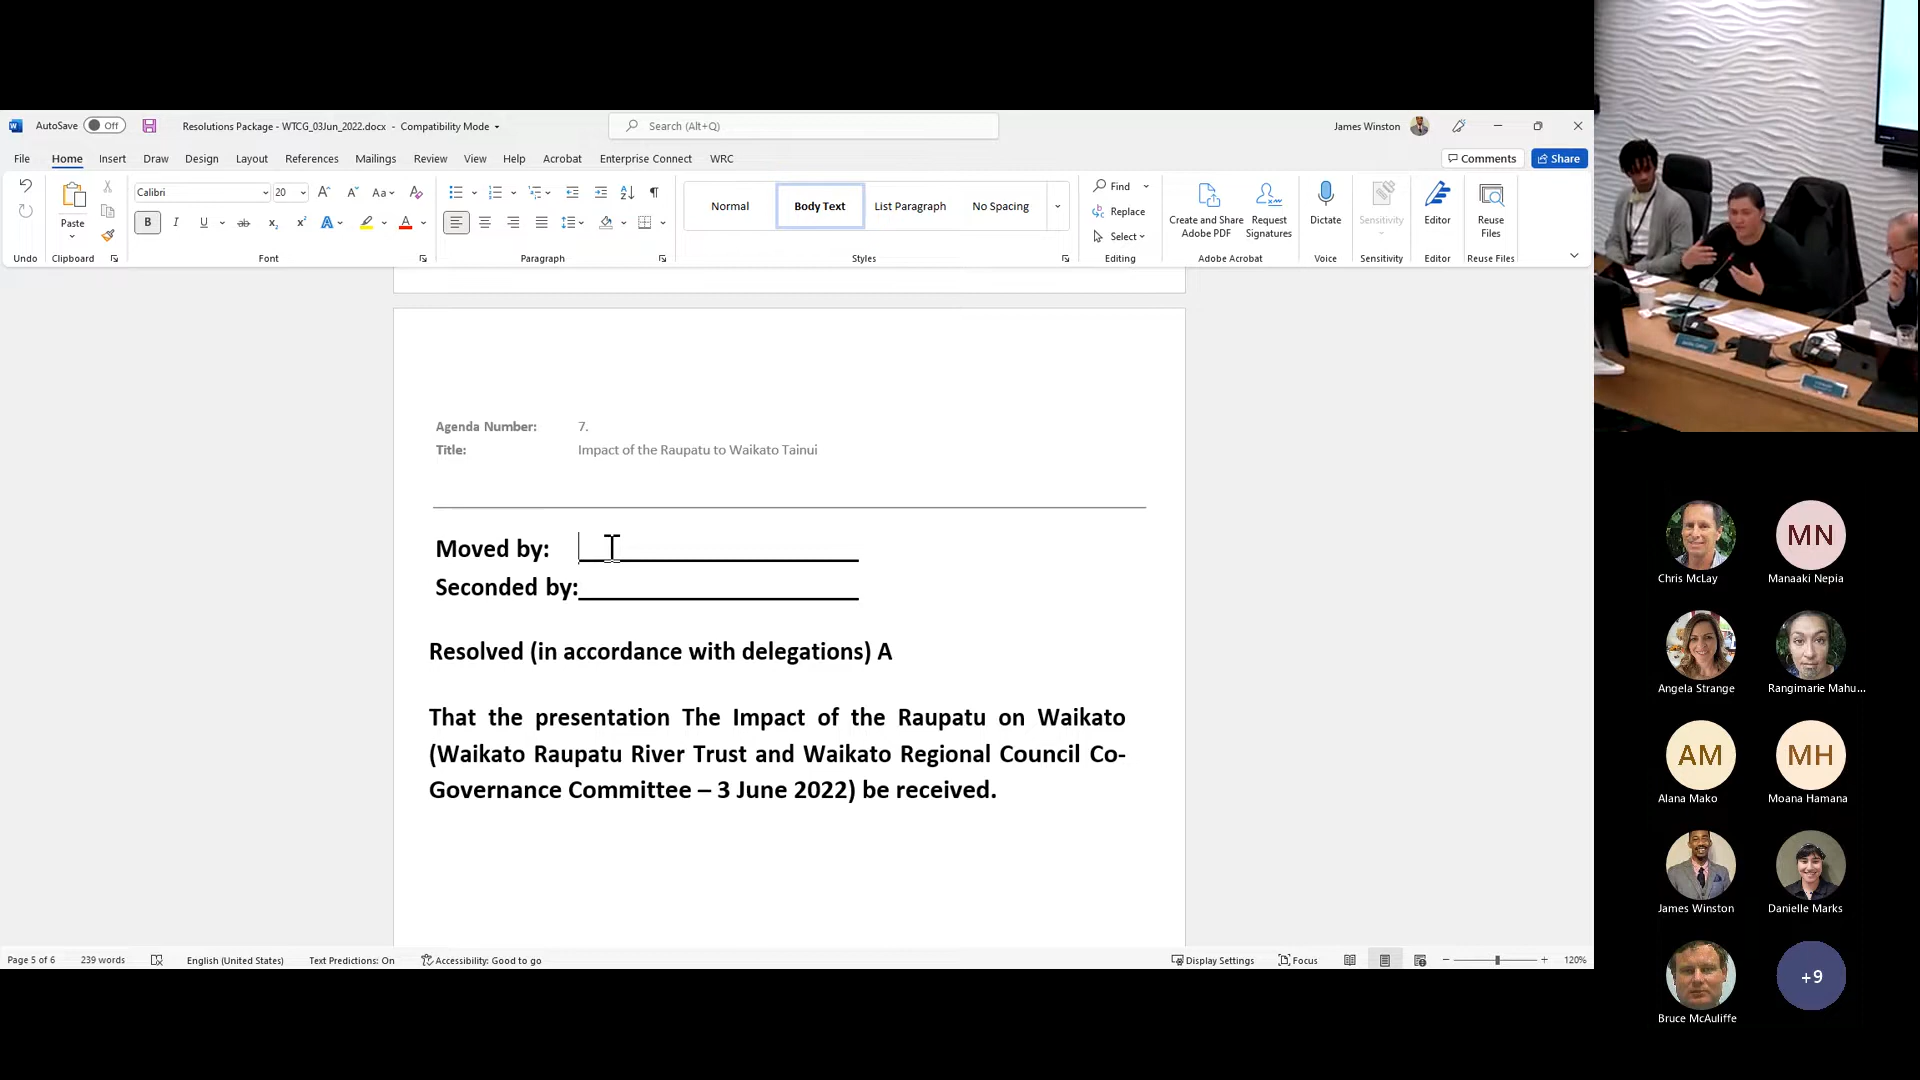 AutoSave Off Resolutions Package - WTCG_03Jun_2022.docx - Compatibility Mode Search (Alt+Q) James Winston
File Home Insert Draw Design Layout References Mailings Review View Help Acrobat Enterprise Connect WRC Comments Share
Calibri 20 Aa Normal Body Text List Paragraph No Spacing Find
Paste Replace Create and Share Adobe PDF Request Signatures Dictate Sensitivity Editor Reuse Files
B I U ab Select
Undo Clipboard Font Paragraph Styles Editing Adobe Acrobat Voice Sensitivity Editor Reuse Files
Agenda Number: 7.
Title: Impact of the Raupatu to Waikato Tainui
Moved by:
Seconded by:
Resolved (in accordance with delegations) A
That the presentation The Impact of the Raupatu on Waikato
(Waikato Raupatu River Trust and Waikato Regional Council Co-
Governance Committee – 3 June 2022) be received.
Page 5 of 6 239 words English (United States) Text Predictions: On Accessibility: Good to go Display Settings Focus 120%
MN
Chris McLay Manaaki Nepia
Angela Strange Rangimarie Mahu...
AM MH
Alana Mako Moana Hamana
James Winston Danielle Marks
+9
Bruce McAuliffe